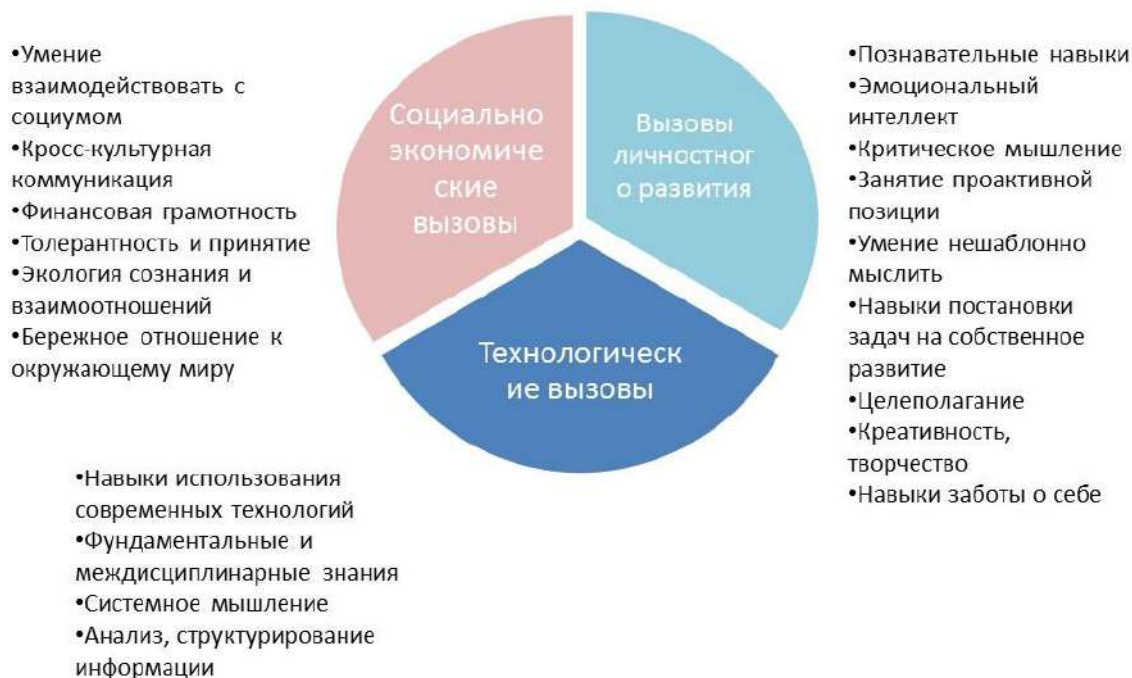 •Умение
взаимодействовать с
социумом
•Кросс-культурная
коммуникация
•Финансовая грамотность
•Толерантность и принятие
•Экология сознания и
взаимоотношений
•Бережное отношение к
окружающему миру
Социально
экономиче
ские
вызовы
Вызовы
личностног
о развития
Технологическ
ие вызовы
•Познавательные навыки
•Эмоциональный
интеллект
•Критическое мышление
•Занятие проактивной
позиции
•Умение нешаблонно
мыслить
•Навыки постановки
задач на собственное
развитие
•Целеполагание
•Креативность,
творчество
•Навыки заботы о себе
•Навыки использования
современных технологий
•Фундаментальные и
междисциплинарные знания
•Системное мышление
•Анализ, структурирование
информации